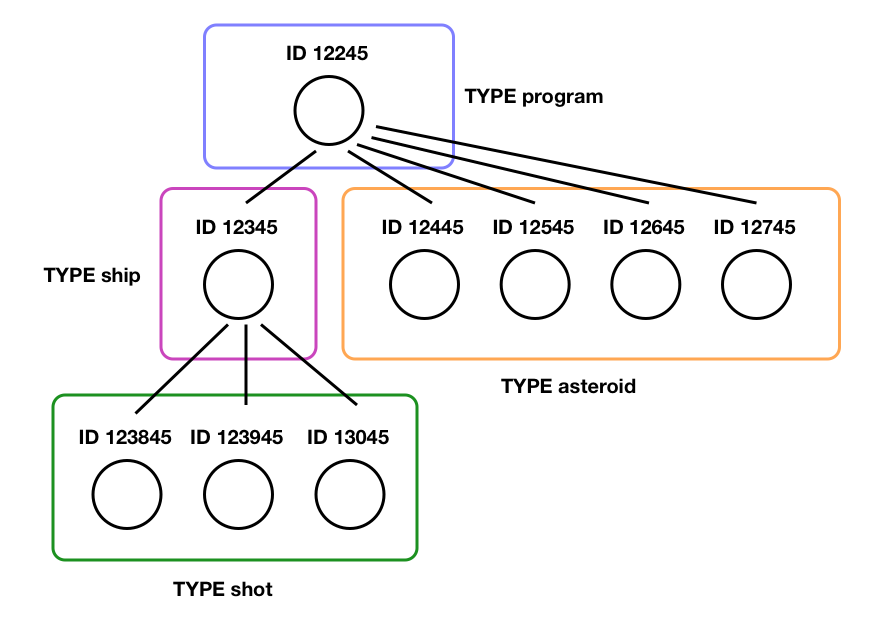 ID 12245
TYPE program
ID 12345
ID 12445
ID 12545
ID 12645
ID 12745
TYPE ship
TYPE asteroid
ID 123845
ID 123945
ID 13045
TYPE shot